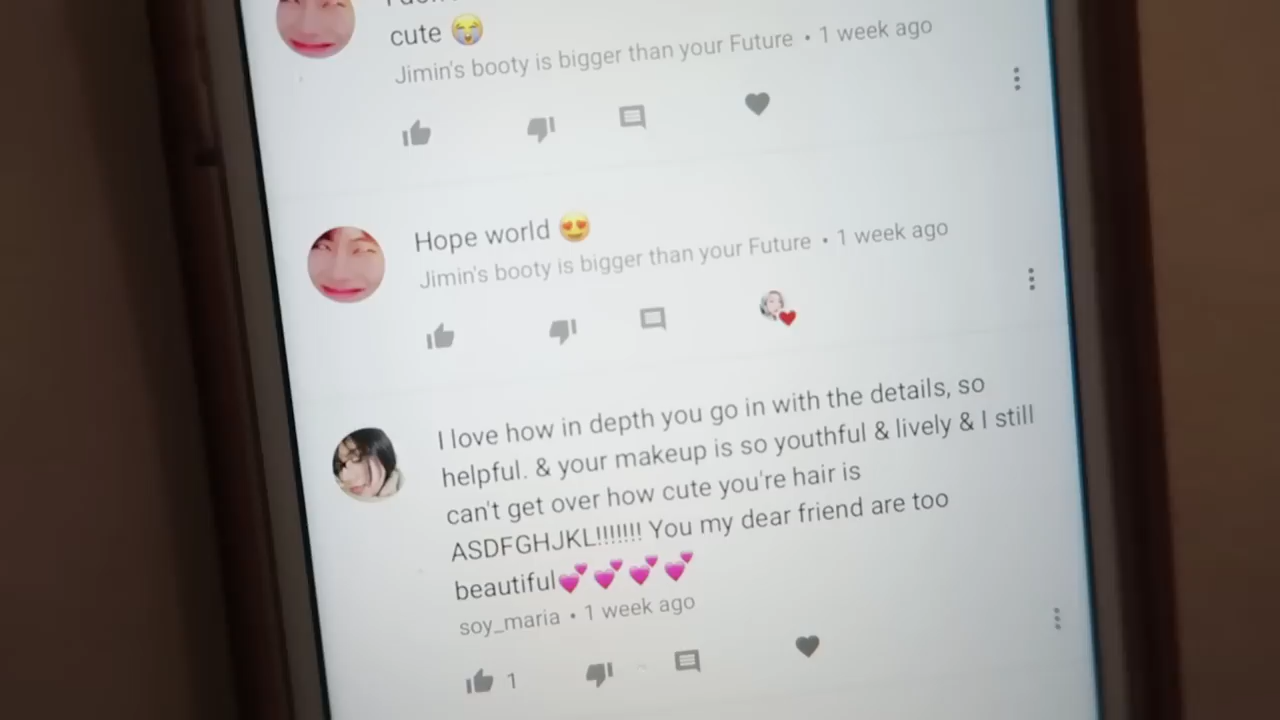 cute 😭
Jimin's booty is bigger than your Future • 1 week ago
Hope world 😍
Jimin's booty is bigger than your Future • 1 week ago
I love how in depth you go in with the details, so
helpful. & your makeup is so youthful & lively & I still
can't get over how cute you're hair is
ASDFGHJKL!!!!!!! You my dear friend are too
beautiful💕💕💕💕
soy_maria • 1 week ago
1